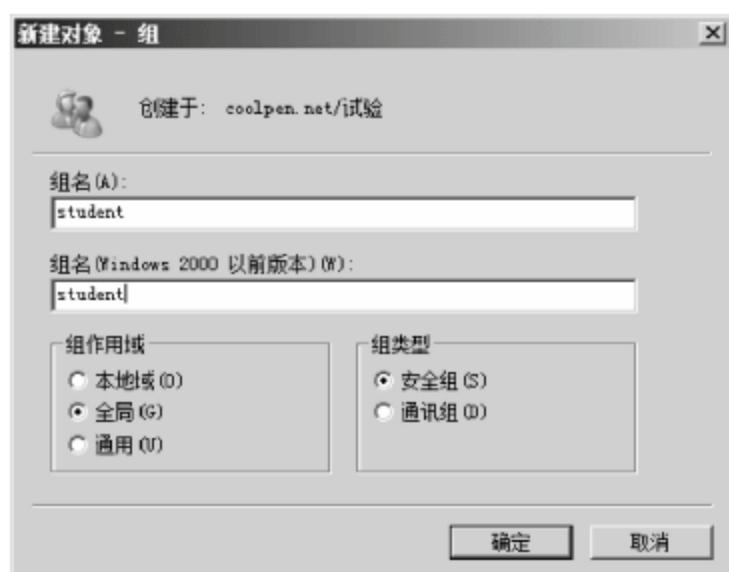 新建对象 - 组
创建于: coolpen.net/试验
组名(A):
student
组名(Windows 2000 以前版本)(W):
student
组作用域
本地域(O)
全局(G)
通用(U)
组类型
安全组(S)
通讯组(D)
确定
取消